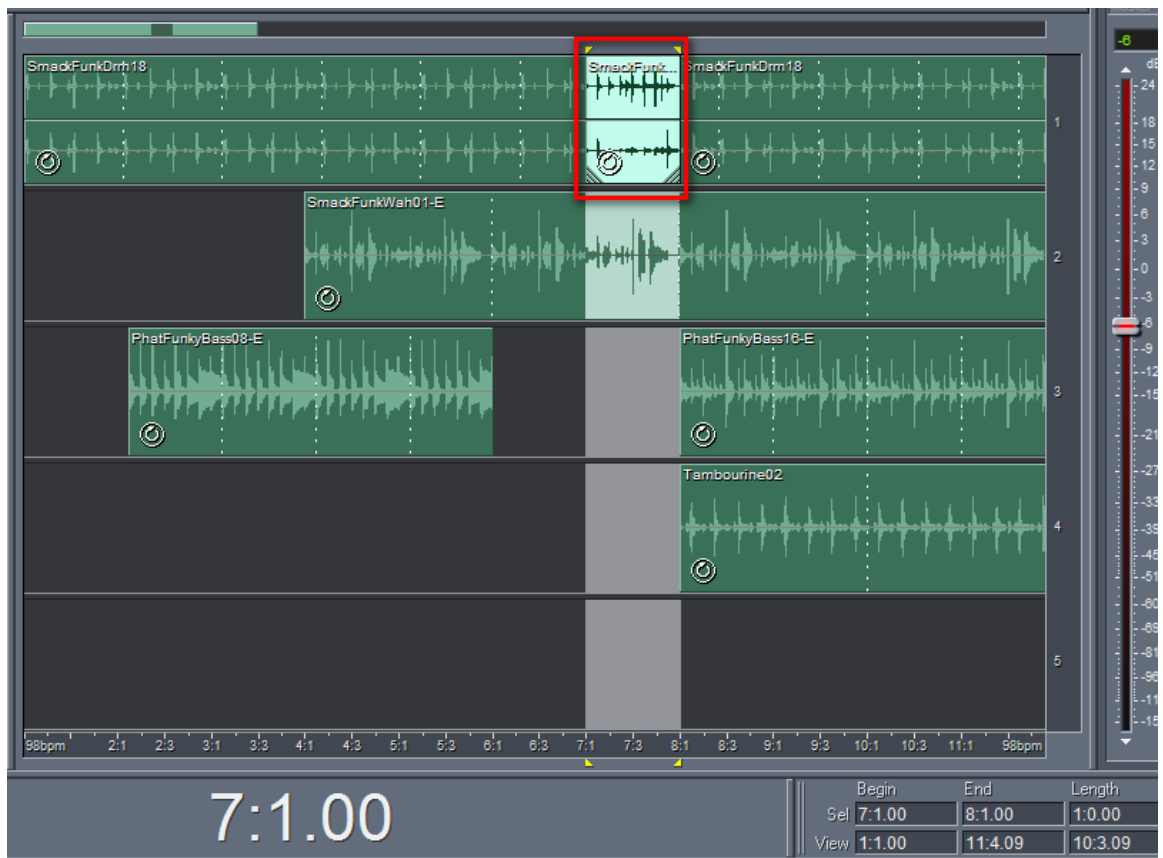 -6
SmackFunkDrm18
SmackFunk...
SmackFunkDrm18
1
SmackFunkWah01-E
2
PhatFunkyBass08-E
PhatFunkyBass16-E
3
Tambourine02
4
5
98bpm 2:1 2:3 3:1 3:3 4:1 4:3 5:1 5:3 6:1 6:3 7:1 7:3 8:1 8:3 9:1 9:3 10:1 10:3 11:1 98bpm
24
18
15
12
9
6
3
0
-3
-6
-9
-12
-15
-21
-27
-33
-39
-45
-51
-60
-69
-81
-96
7:1.00
Begin End Length
Sel 7:1.00 8:1.00 1:0.00
View 1:1.00 11:4.09 10:3.09